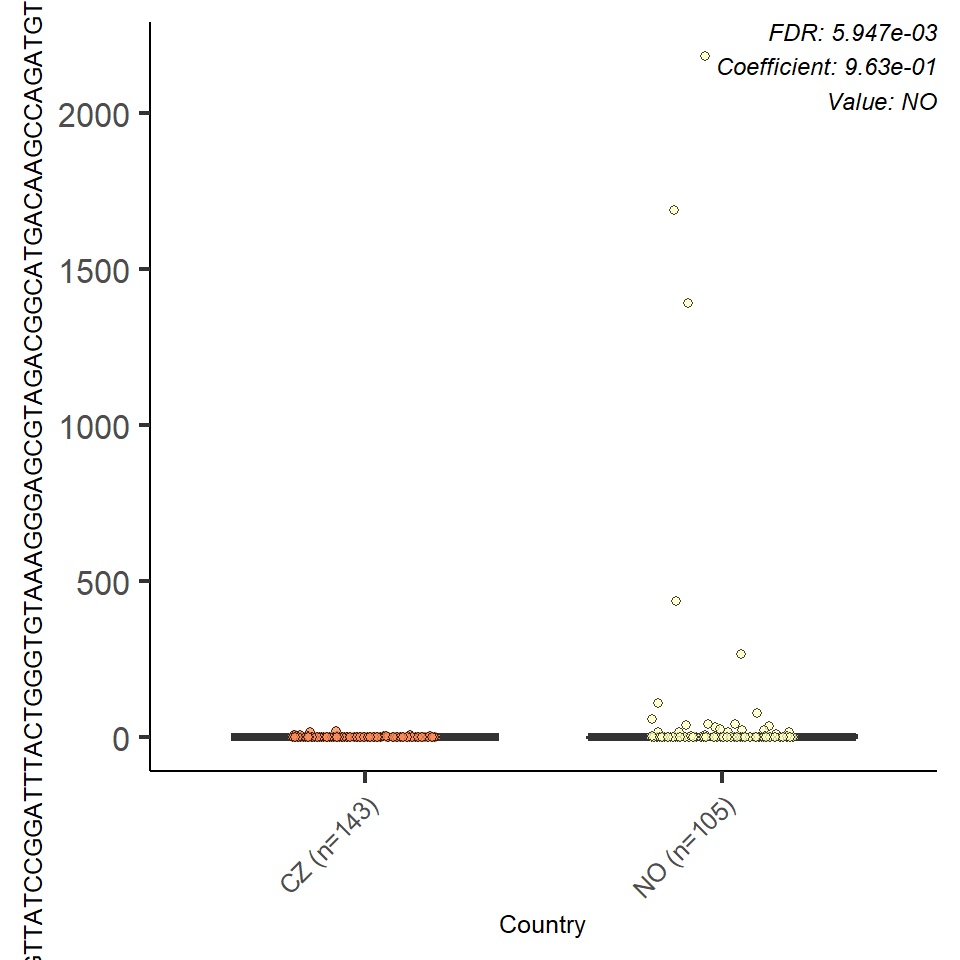 FDR: 5.947e-03
Coefficient: 9.63e-01
Value: NO
GTTATCCGGATTTACTGGGTGTAAAGGGAGCGTAGACGGCATGACAAGCCAGATGT
2000
1500
1000
500
0
CZ (n=143)
NO (n=105)
Country